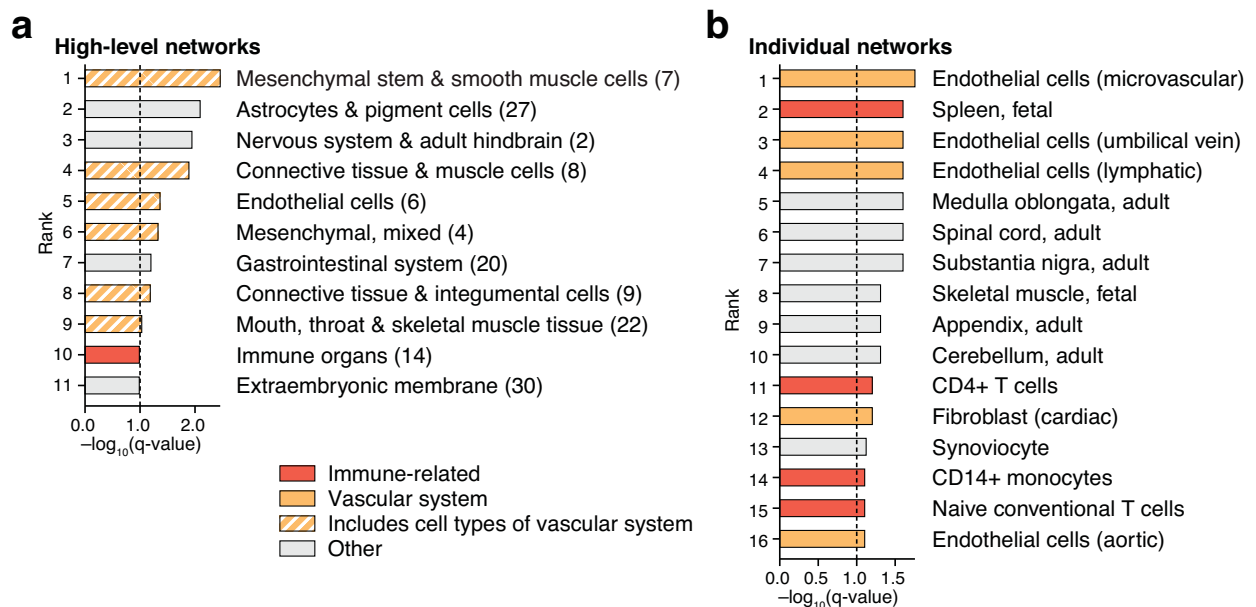 a
High-level networks
Rank
1 Mesenchymal stem & smooth muscle cells (7)
2 Astrocytes & pigment cells (27)
3 Nervous system & adult hindbrain (2)
4 Connective tissue & muscle cells (8)
5 Endothelial cells (6)
6 Mesenchymal, mixed (4)
7 Gastrointestinal system (20)
8 Connective tissue & integumental cells (9)
9 Mouth, throat & skeletal muscle tissue (22)
10 Immune organs (14)
11 Extraembryonic membrane (30)
0.0 1.0 2.0
–log10(q-value)
Immune-related
Vascular system
Includes cell types of vascular system
Other
b
Individual networks
Rank
1 Endothelial cells (microvascular)
2 Spleen, fetal
3 Endothelial cells (umbilical vein)
4 Endothelial cells (lymphatic)
5 Medulla oblongata, adult
6 Spinal cord, adult
7 Substantia nigra, adult
8 Skeletal muscle, fetal
9 Appendix, adult
10 Cerebellum, adult
11 CD4+ T cells
12 Fibroblast (cardiac)
13 Synoviocyte
14 CD14+ monocytes
15 Naive conventional T cells
16 Endothelial cells (aortic)
0.0 0.5 1.0 1.5
–log10(q-value)